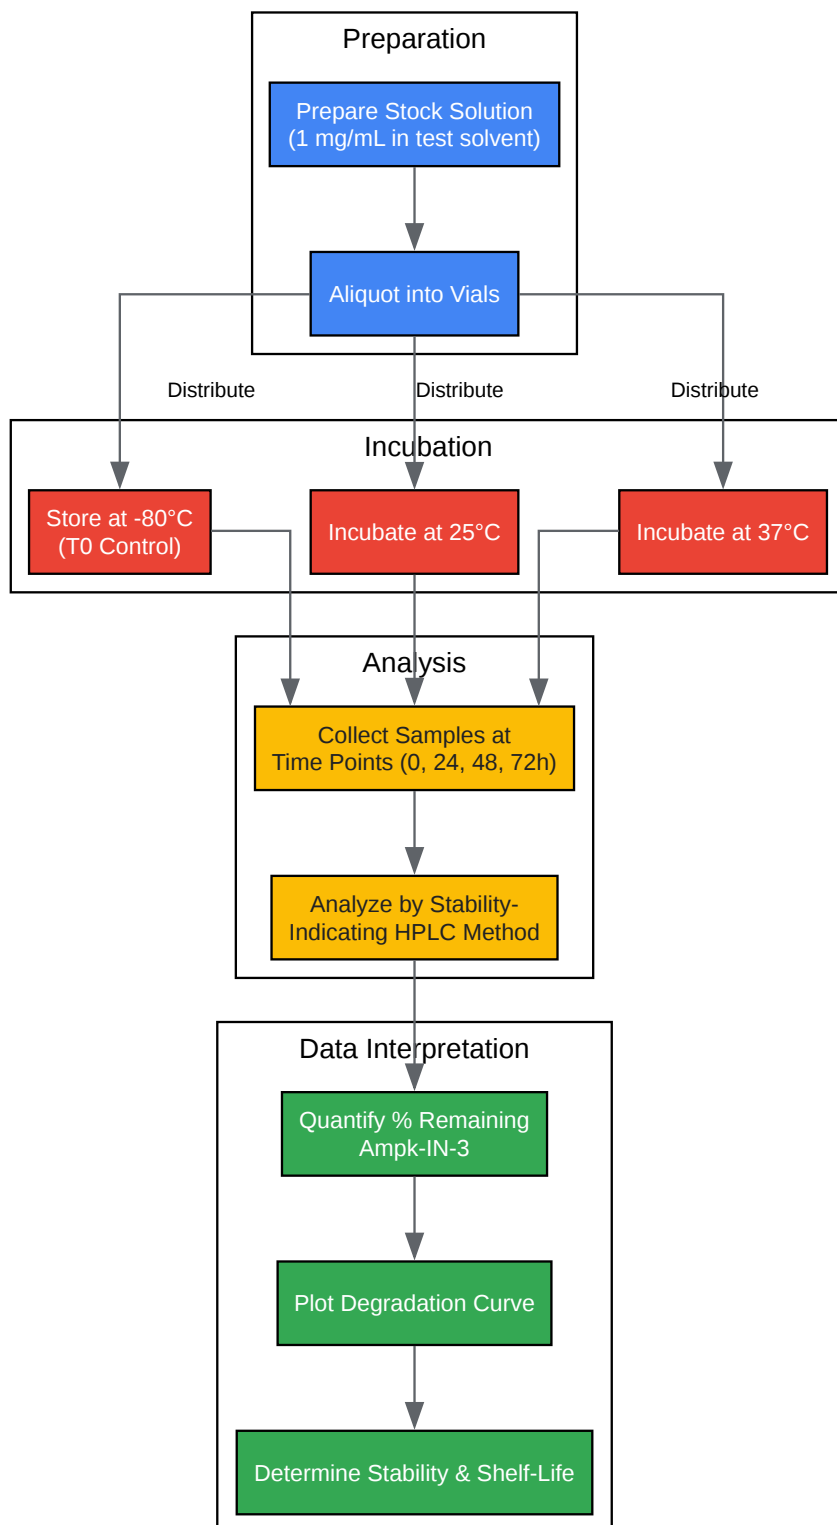 Preparation
Prepare Stock Solution
(1 mg/mL in test solvent)
Aliquot into Vials
Distribute
Distribute
Distribute
Incubation
Store at -80°C
(T0 Control)
Incubate at 25°C
Incubate at 37°C
Analysis
Collect Samples at
Time Points (0, 24, 48, 72h)
Analyze by Stability-
Indicating HPLC Method
Data Interpretation
Quantify % Remaining
Ampk-IN-3
Plot Degradation Curve
Determine Stability & Shelf-Life